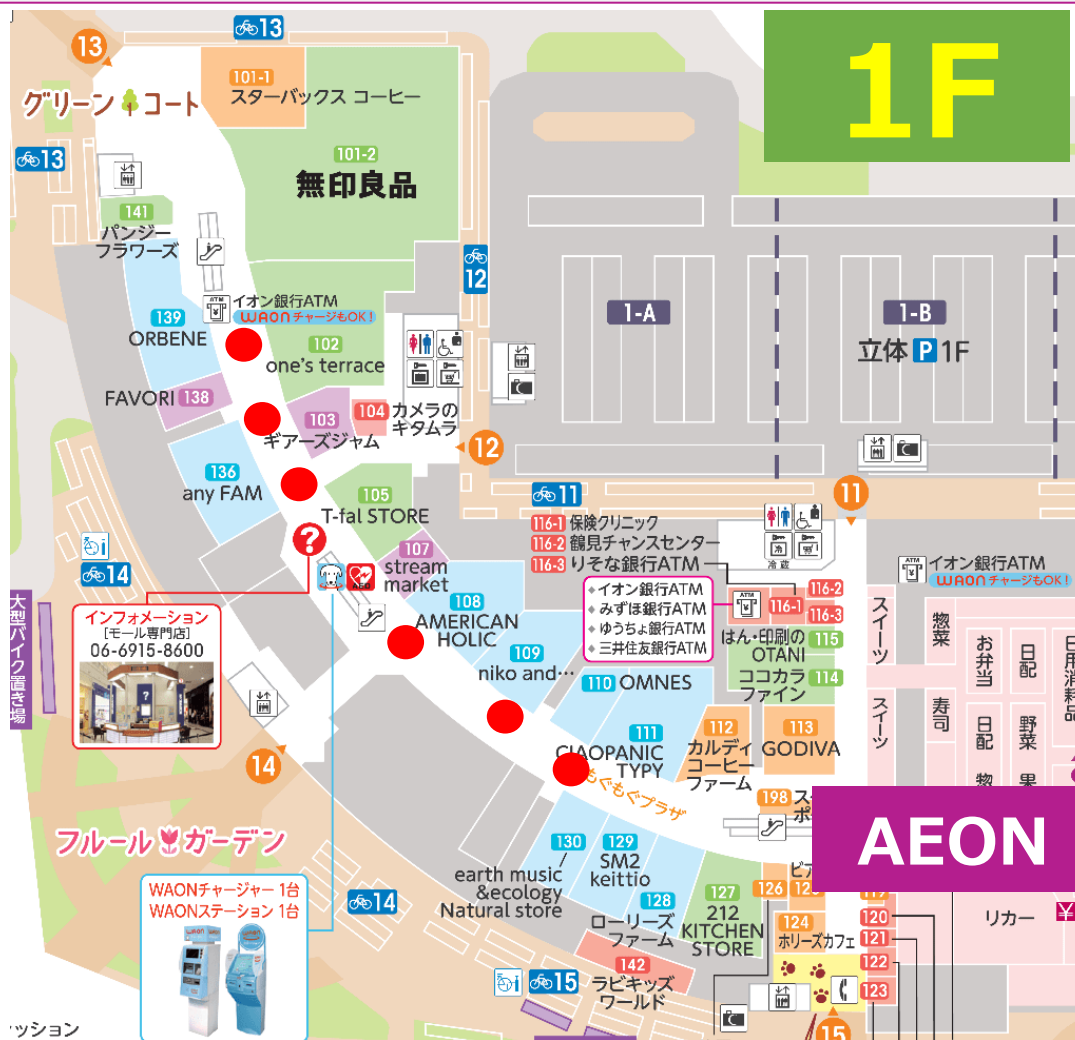 1F
13
13
グリーン コート
101-1
スターバックス コーヒー
13
101-2
無印良品
141
パンジー
フラワーズ
12
イオン銀行ATM
WAONチャージもOK!
139
ORBENE
102
one's terrace
1-A
1-B
立体 P 1F
FAVORI 138
103
ギアーズジャム
104 カメラの
キタムラ
12
136
any FAM
105
T-fal STORE
11
11
116-1 保険クリニック
116-2 鶴見チャンスセンター
116-3 りそな銀行ATM
冷蔵
ATM
イオン銀行ATM
WAONチャージもOK!
?
107
stream
market
AED
14
大型バイク置き場
インフォメーション
[モール専門店]
06-6915-8600
108
AMERICAN
HOLIC
109
niko and…
◆イオン銀行ATM
◆みずほ銀行ATM
◆ゆうちょ銀行ATM
◆三井住友銀行ATM
ATM
116-1
116-2
116-3
はん・印刷の 115
OTANI
ココカラ 114
ファイン
スイーツ
惣菜
お弁当
日配
日用消耗品
スイーツ
寿司
日配
野菜
惣
果
110 OMNES
111
CIAOPANIC
TYPY
112
カルディ
コーヒー
ファーム
113
GODIVA
14
もぐもぐプラザ
198 ス
ポ
AEON
フルール ガーデン
130
earth music
&ecology
Natural store
129
SM2
keittio
128
ローリーズ
ファーム
127
212
KITCHEN
STORE
126
124
ホリーズカフェ
120
121
122
123
リカー
WAONチャージャー 1台
WAONステーション 1台
14
142
ラビキッズ
ワールド
15
15
ッション